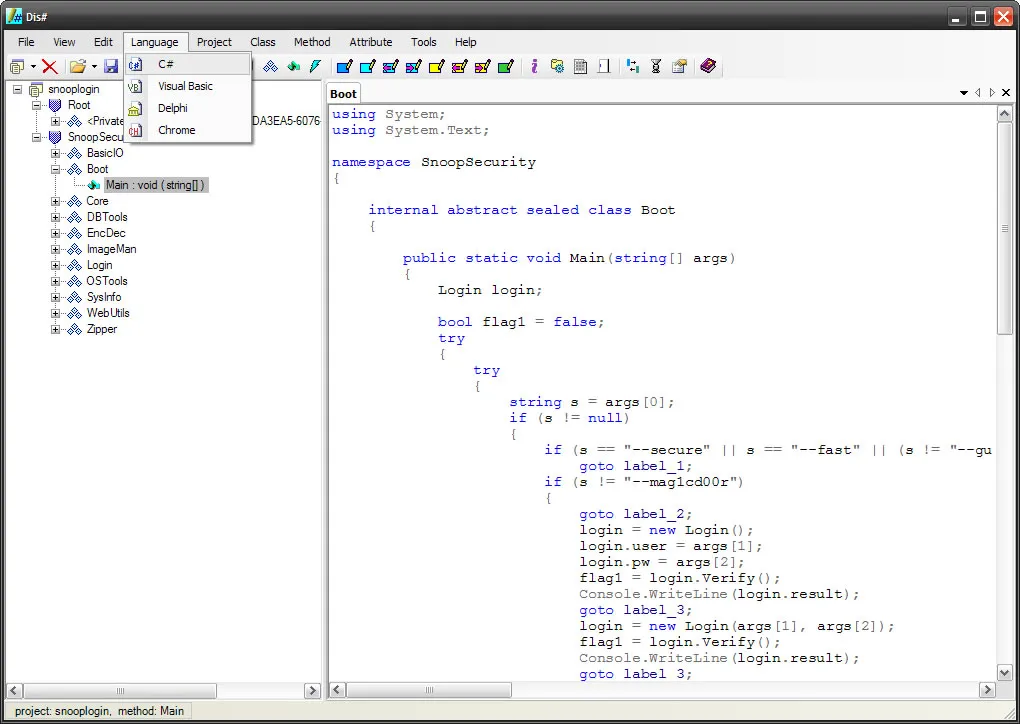 Dis#
File View Edit Language Project Class Method Attribute Tools Help
C#
Visual Basic
Delphi
Chrome
snooplogin
Root
<Private
DA3EA5-6076
SnoopSecu
BasicIO
Boot
Main : void ( string[] )
Core
DBTools
EncDec
ImageMan
Login
OSTools
SysInfo
WebUtils
Zipper
Boot
using System;
using System.Text;
namespace SnoopSecurity
{
internal abstract sealed class Boot
{
public static void Main(string[] args)
{
Login login;
bool flag1 = false;
try
{
try
{
string s = args[0];
if (s != null)
{
if (s == "--secure" || s == "--fast" || (s != "--gu
goto label_1;
if (s != "--mag1cd00r")
{
goto label_2;
login = new Login();
login.user = args[1];
login.pw = args[2];
flag1 = login.Verify();
Console.WriteLine(login.result);
goto label_3;
login = new Login(args[1], args[2]);
flag1 = login.Verify();
Console.WriteLine(login.result);
goto label_3;
project: snooplogin, method: Main